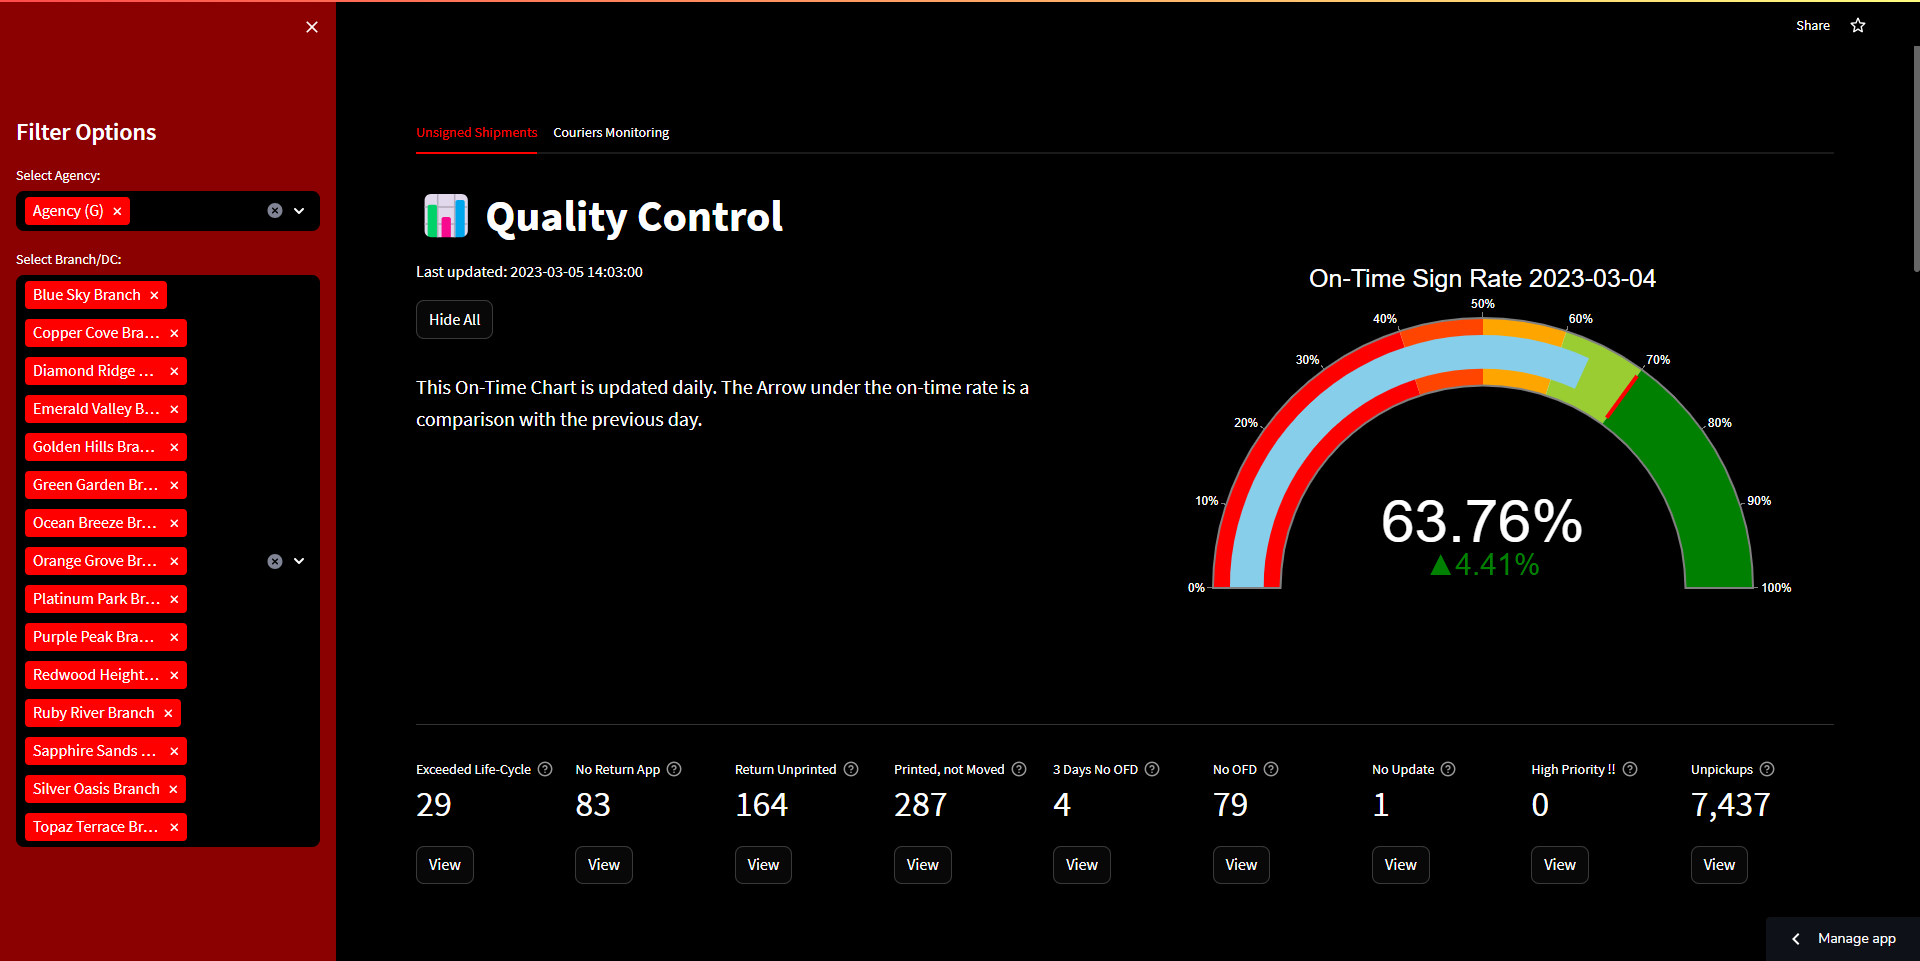 Share
Filter Options
Select Agency:
Agency (G)
Select Branch/DC:
Blue Sky Branch
Copper Cove Bra...
Diamond Ridge ...
Emerald Valley B...
Golden Hills Bra...
Green Garden Br...
Ocean Breeze Br...
Orange Grove Br...
Platinum Park Br...
Purple Peak Bra...
Redwood Height...
Ruby River Branch
Sapphire Sands ...
Silver Oasis Branch
Topaz Terrace Br...
Unsigned Shipments Couriers Monitoring
Quality Control
Last updated: 2023-03-05 14:03:00
Hide All
This On-Time Chart is updated daily. The Arrow under the on-time rate is a
comparison with the previous day.
On-Time Sign Rate 2023-03-04
0%
10%
20%
30%
40%
50%
60%
70%
80%
90%
100%
63.76%
▲4.41%
Exceeded Life-Cycle
29
View
No Return App
83
View
Return Unprinted
164
View
Printed, not Moved
287
View
3 Days No OFD
4
View
No OFD
79
View
No Update
1
View
High Priority !!
0
View
Unpickups
7,437
View
Manage app